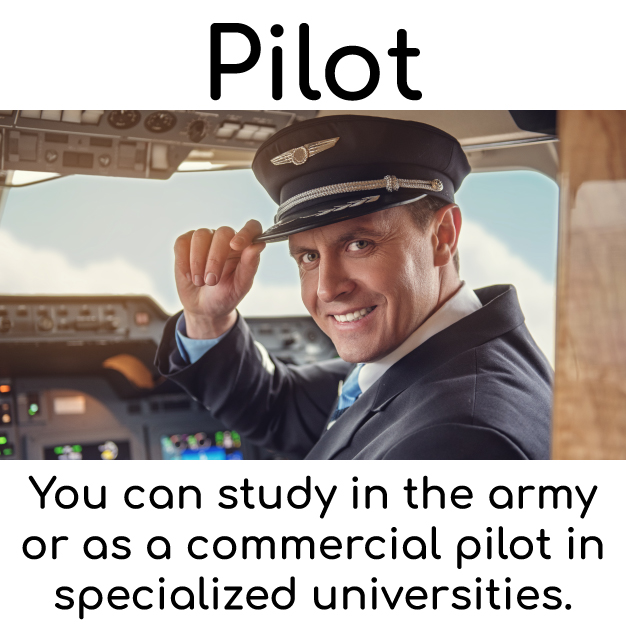 Pilot
You can study in the army
or as a commercial pilot in
specialized universities.